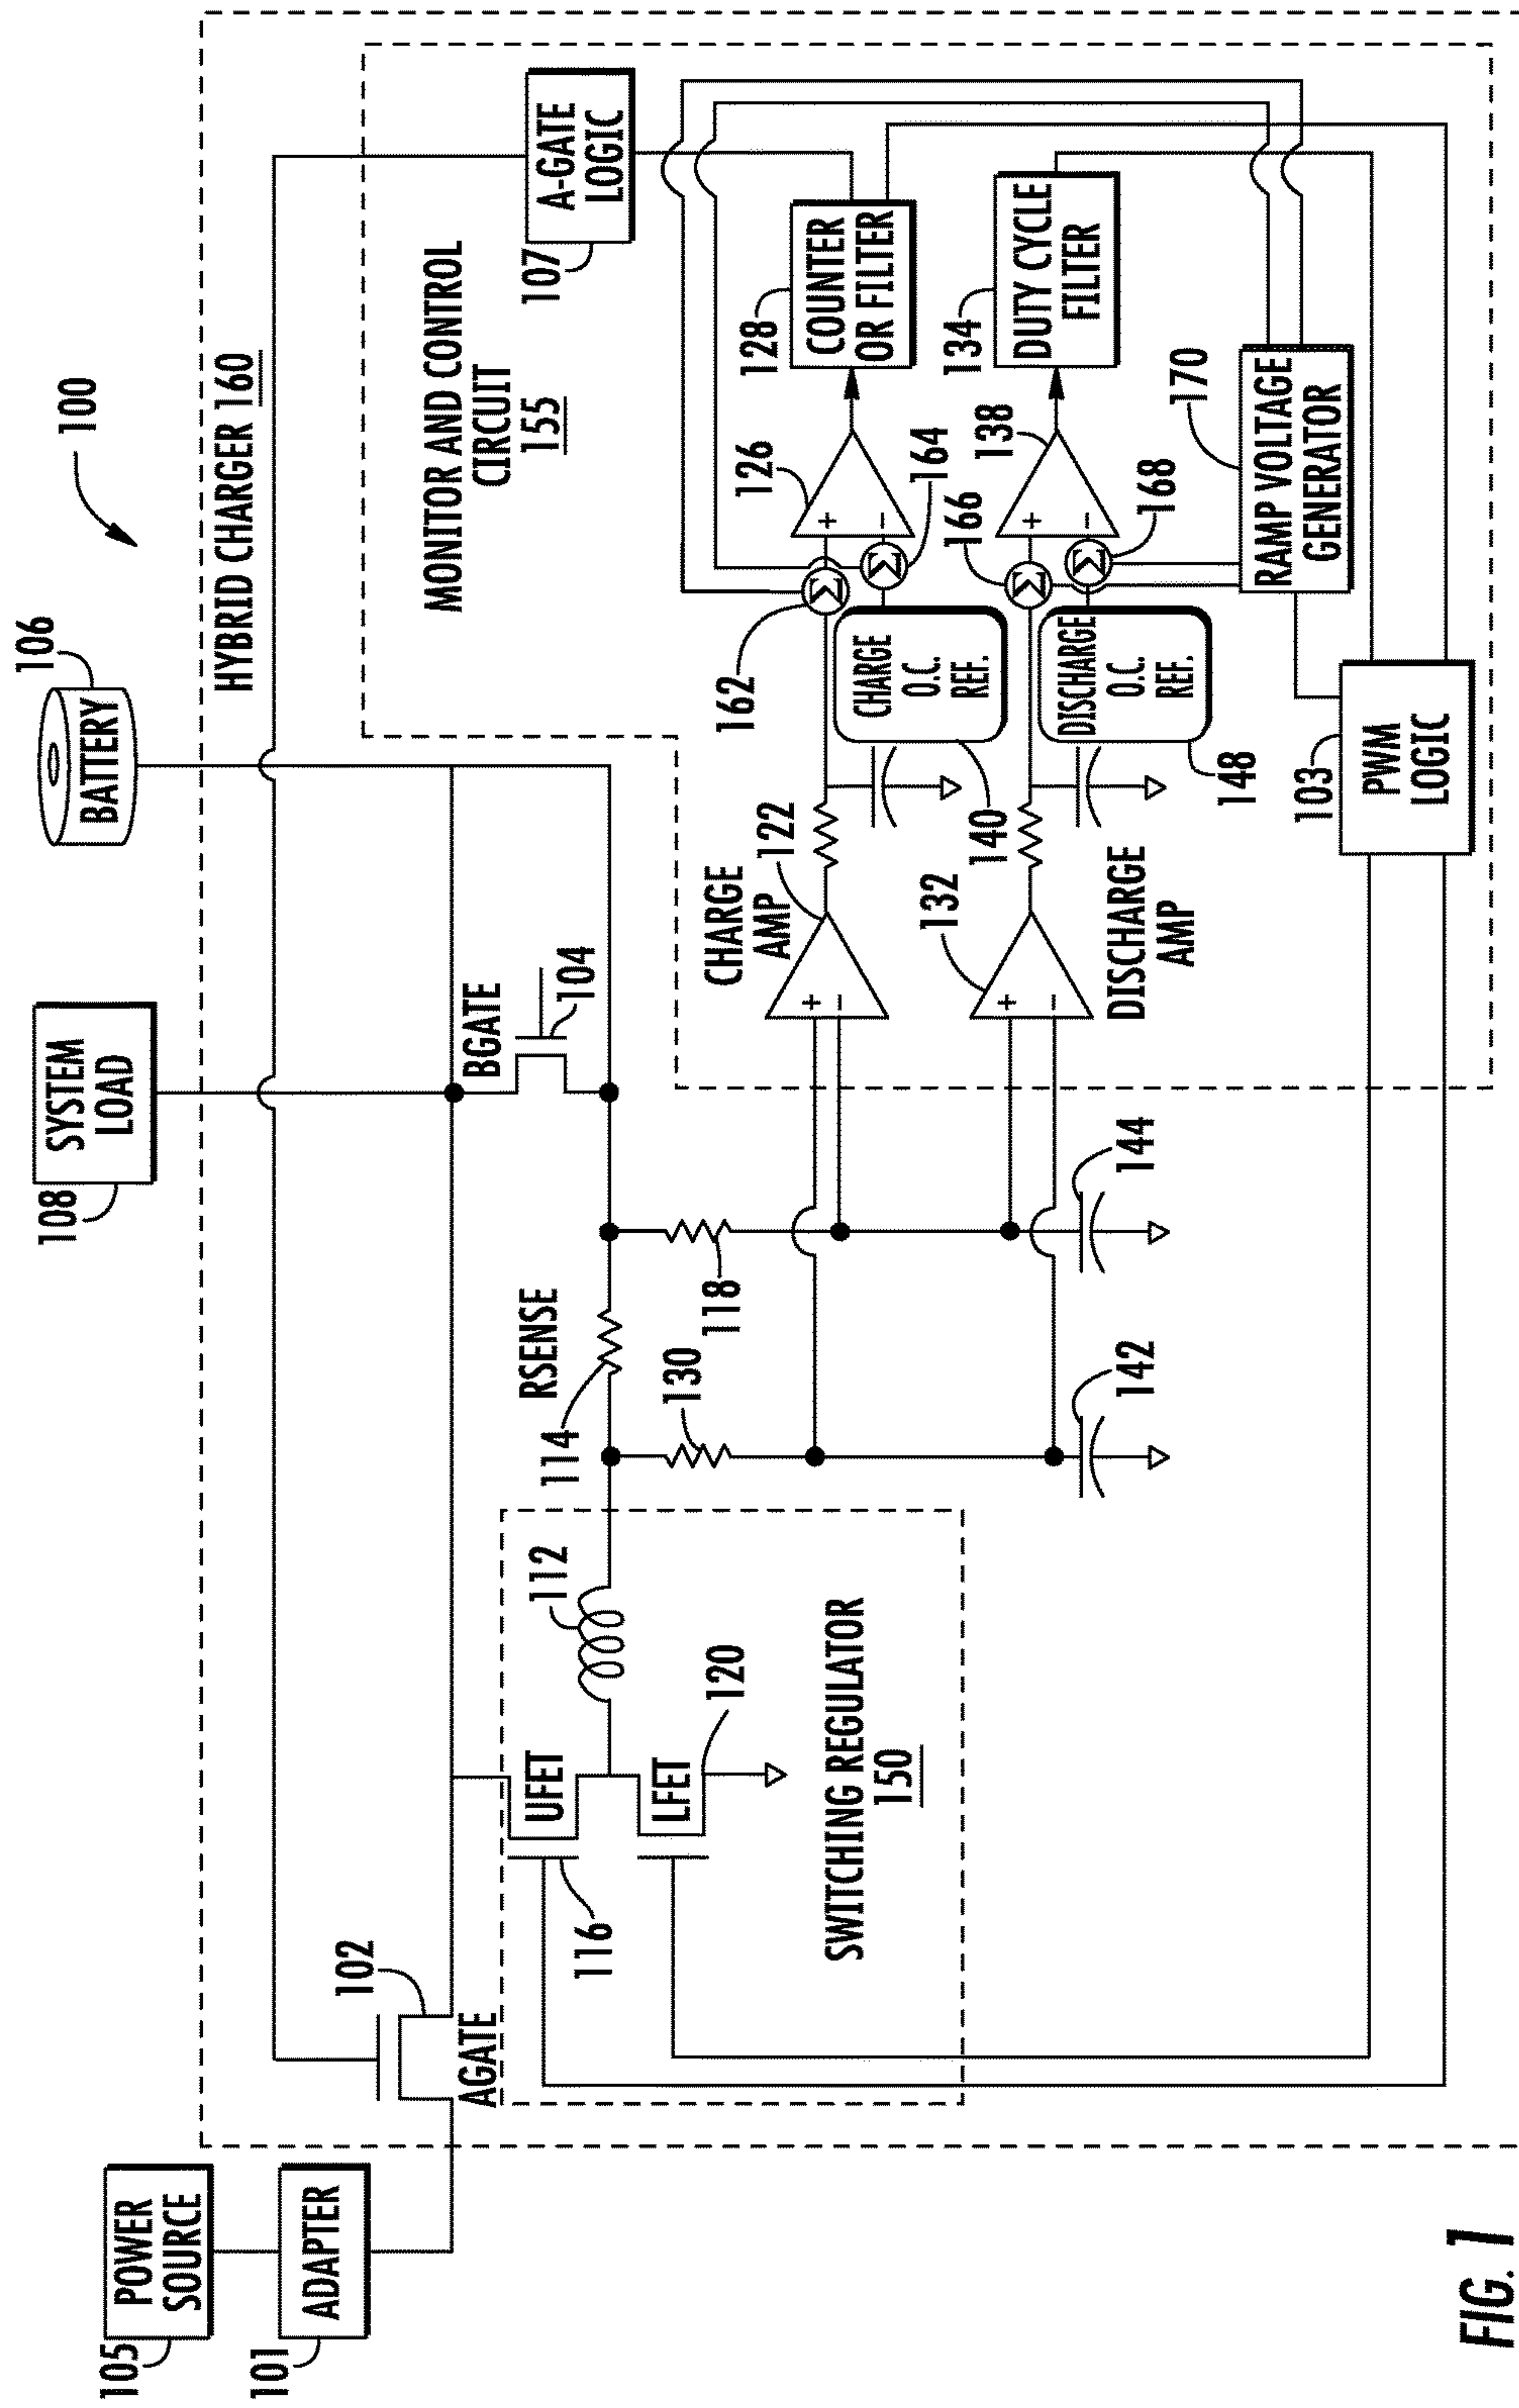 100
POWER
SOURCE
105
ADAPTER
101
SYSTEM
LOAD
108
BATTERY
106
HYBRID CHARGER 160
102
AGATE
BGATE
104
MONITOR AND CONTROL
CIRCUIT
155
A-GATE
LOGIC
107
UFET
116
LFET
120
112
SWITCHING REGULATOR
150
RSENSE
114
130
118
142
144
CHARGE
AMP
122
132
DISCHARGE
AMP
162
CHARGE
O.C.
REF.
140
DISCHARGE
O.C.
REF.
148
+
−
+
−
Σ
Σ
Σ
Σ
164
166
168
+
−
126
+
−
138
COUNTER
OR FILTER
128
DUTY CYCLE
FILTER
134
RAMP VOLTAGE
GENERATOR
170
PWM
LOGIC
103
FIG. 1